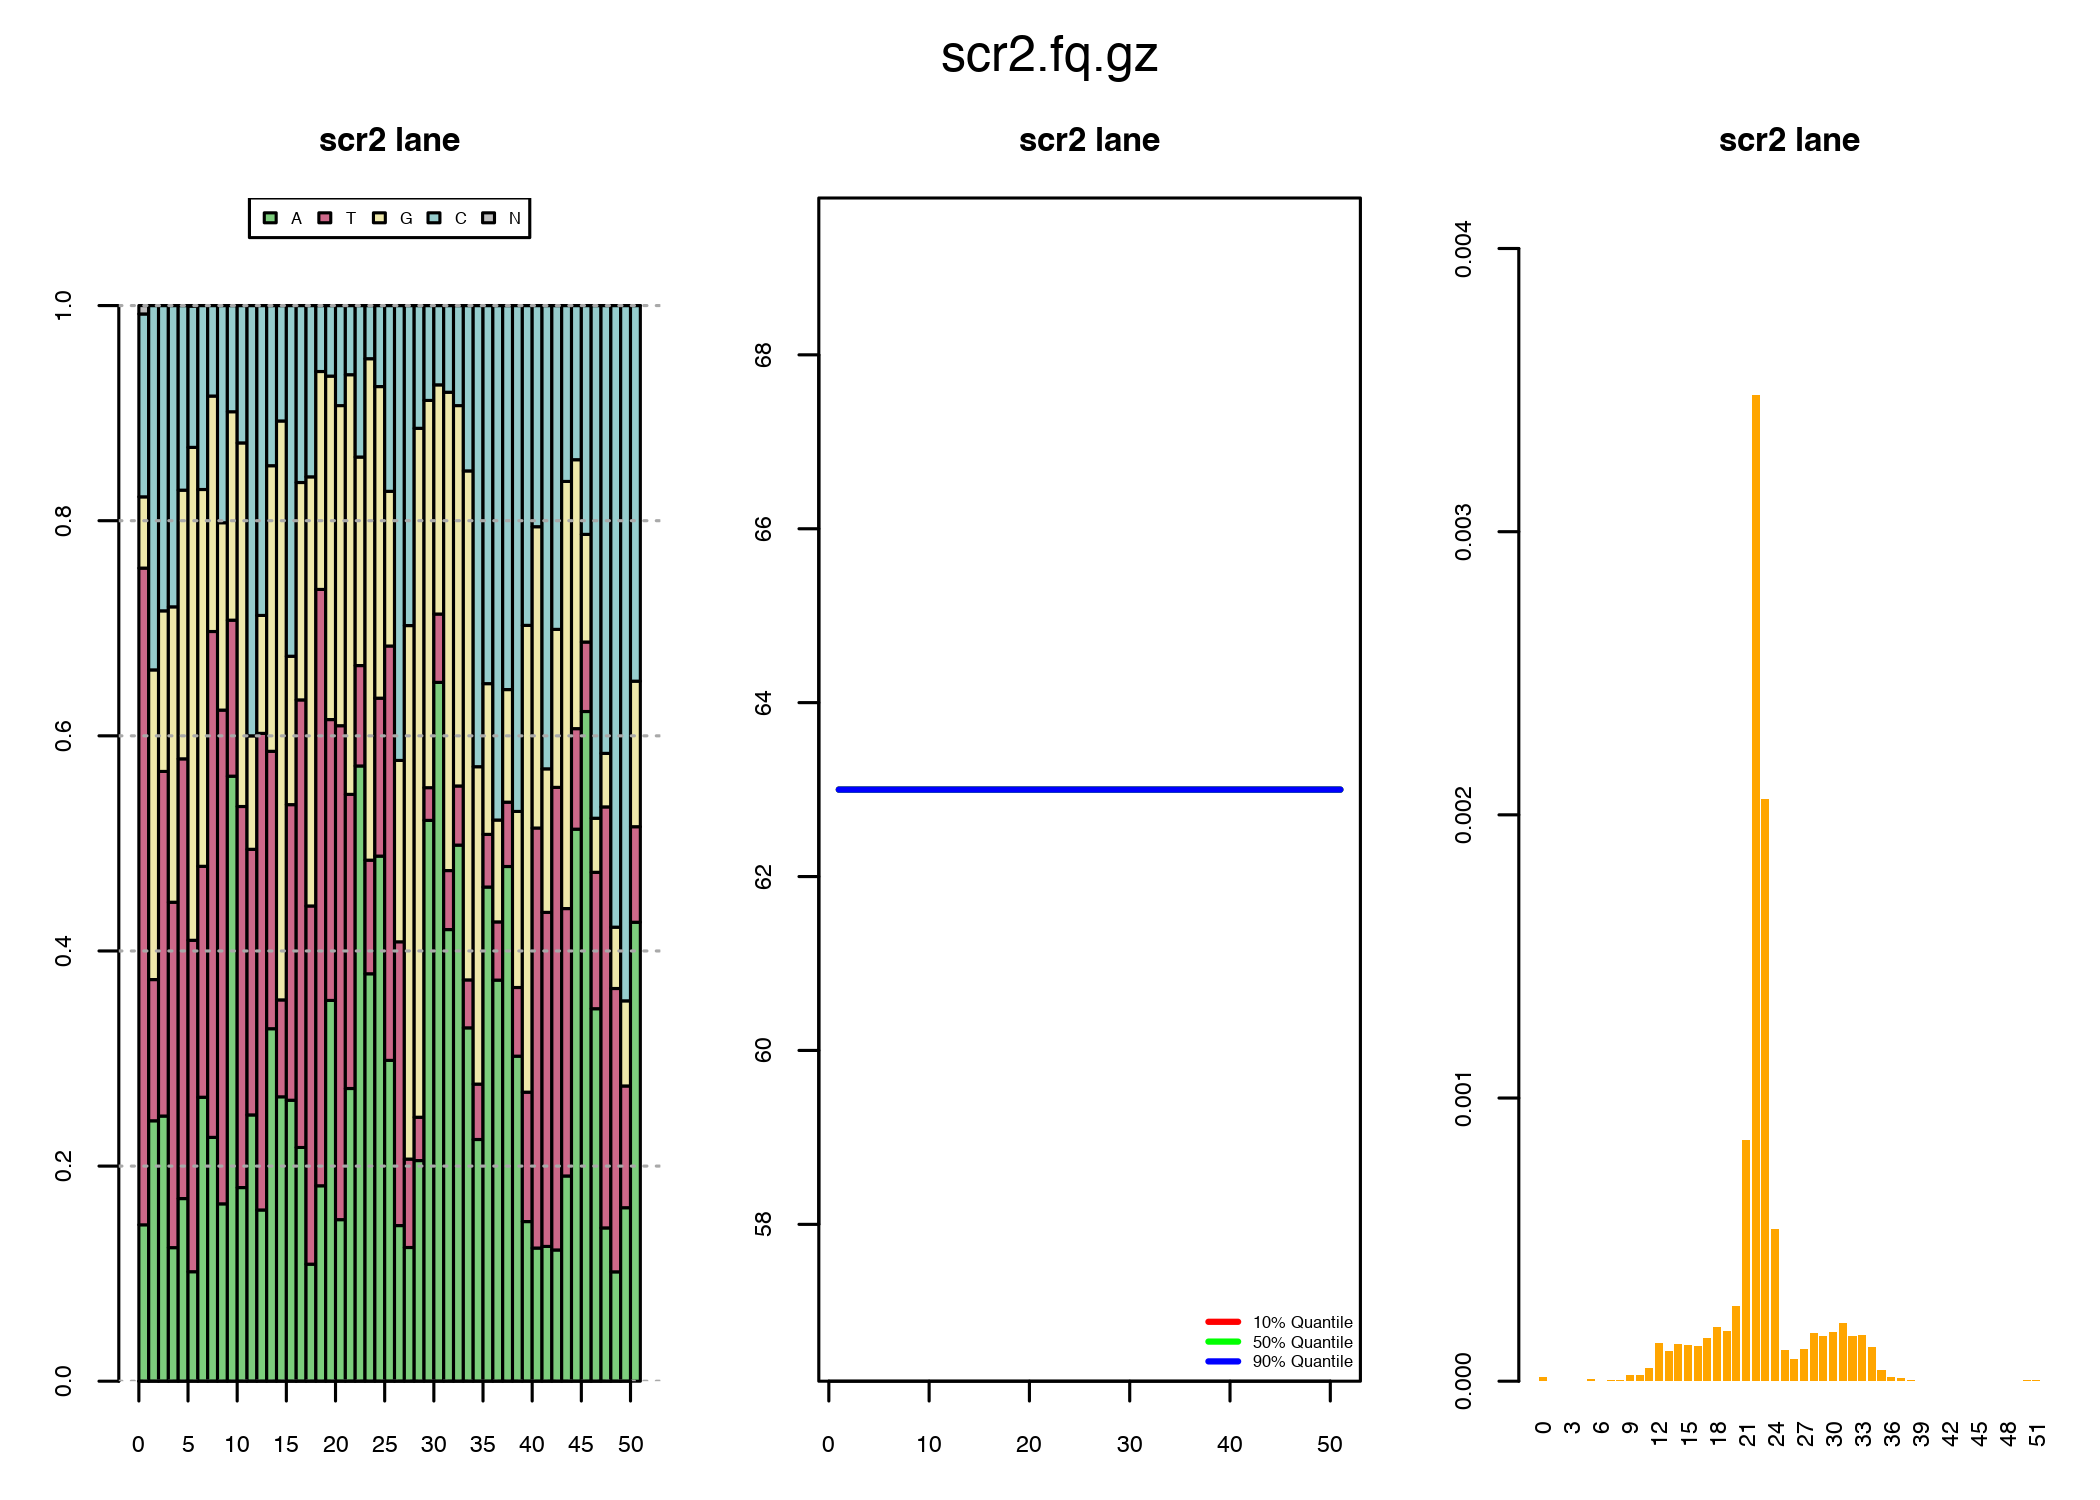 scr2.fq.gz
scr2 lane
A T G C N
1.0
0.8
0.6
0.4
0.2
0.0
0 5 10 15 20 25 30 35 40 45 50
scr2 lane
68
66
64
62
60
58
10% Quantile
50% Quantile
90% Quantile
0 10 20 30 40 50
scr2 lane
0.004
0.003
0.002
0.001
0.000
0 3 6 9 12 15 18 21 24 27 30 33 36 39 42 45 48 51